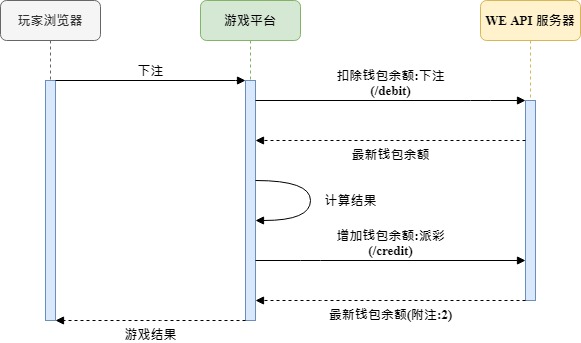 玩家浏览器
游戏平台
WE API 服务器
下注
扣除钱包余额:下注
(/debit)
最新钱包余额
计算结果
增加钱包余额:派彩
(/credit)
最新钱包余额(附注:2)
游戏结果